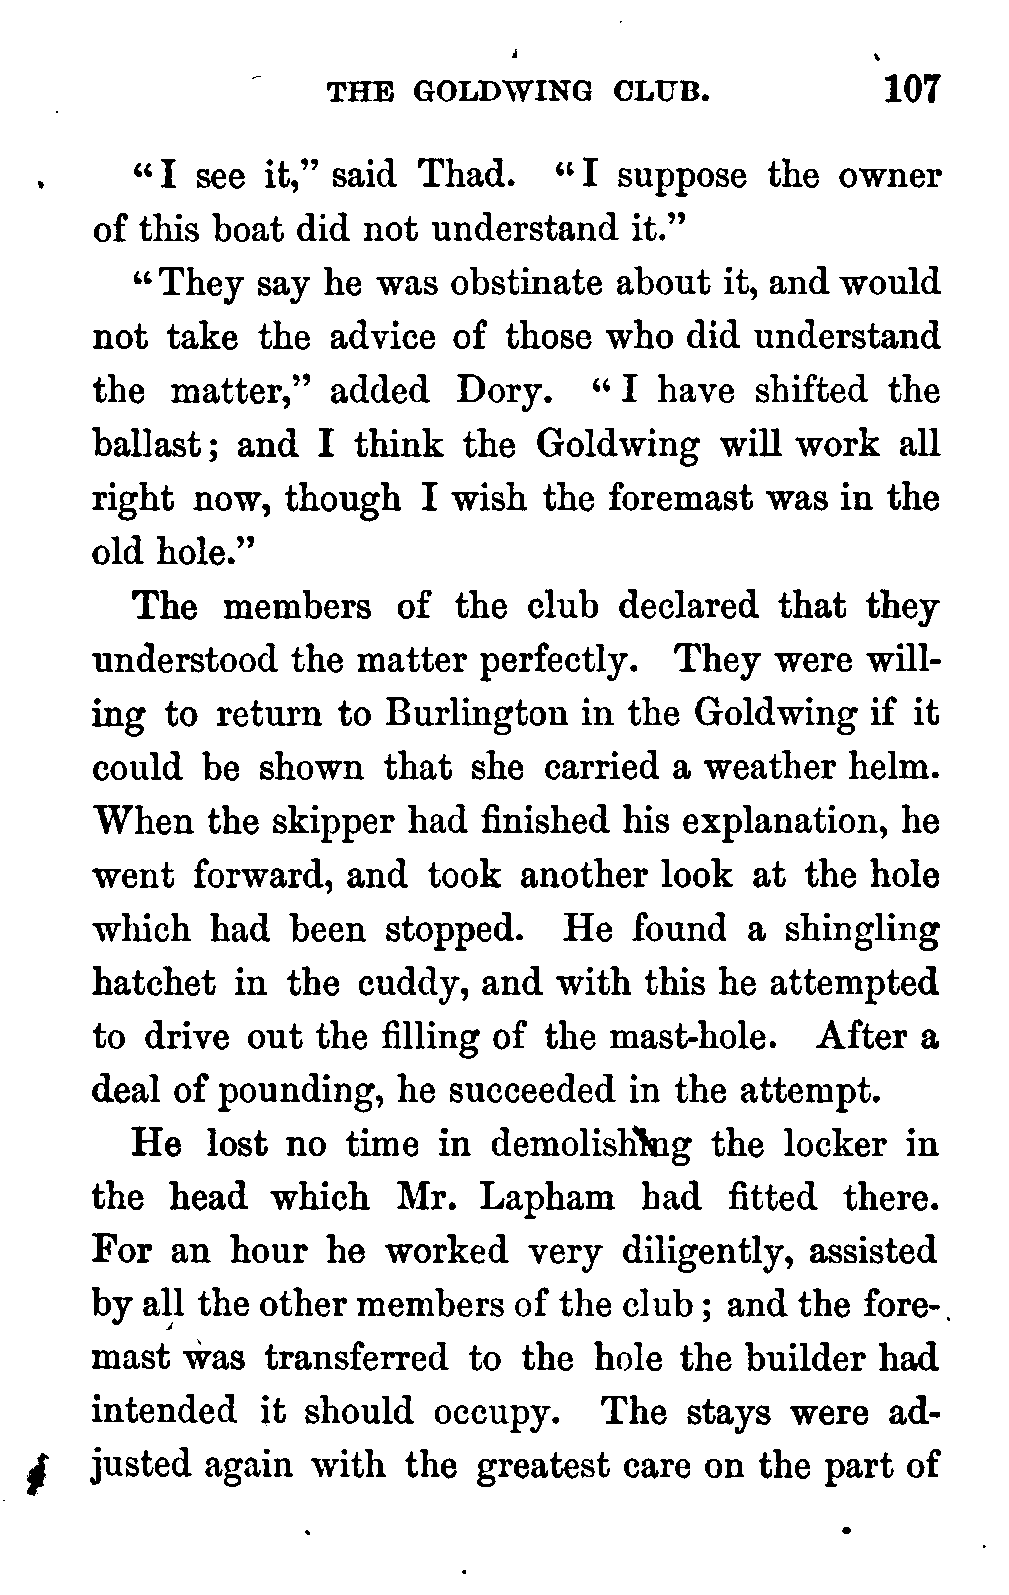 THE GOLDWING CLUB. 107
"I see it," said Thad. "I suppose the owner
of this boat did not understand it."
"They say he was obstinate about it, and would
not take the advice of those who did understand
the matter," added Dory. "I have shifted the
ballast; and I think the Goldwing will work all
right now, though I wish the foremast was in the
old hole."
The members of the club declared that they
understood the matter perfectly. They were will-
ing to return to Burlington in the Goldwing if it
could be shown that she carried a weather helm.
When the skipper had finished his explanation, he
went forward, and took another look at the hole
which had been stopped. He found a shingling
hatchet in the cuddy, and with this he attempted
to drive out the filling of the mast-hole. After a
deal of pounding, he succeeded in the attempt.
He lost no time in demolishing the locker in
the head which Mr. Lapham had fitted there.
For an hour he worked very diligently, assisted
by all the other members of the club; and the fore-
mast was transferred to the hole the builder had
intended it should occupy. The stays were ad-
justed again with the greatest care on the part of